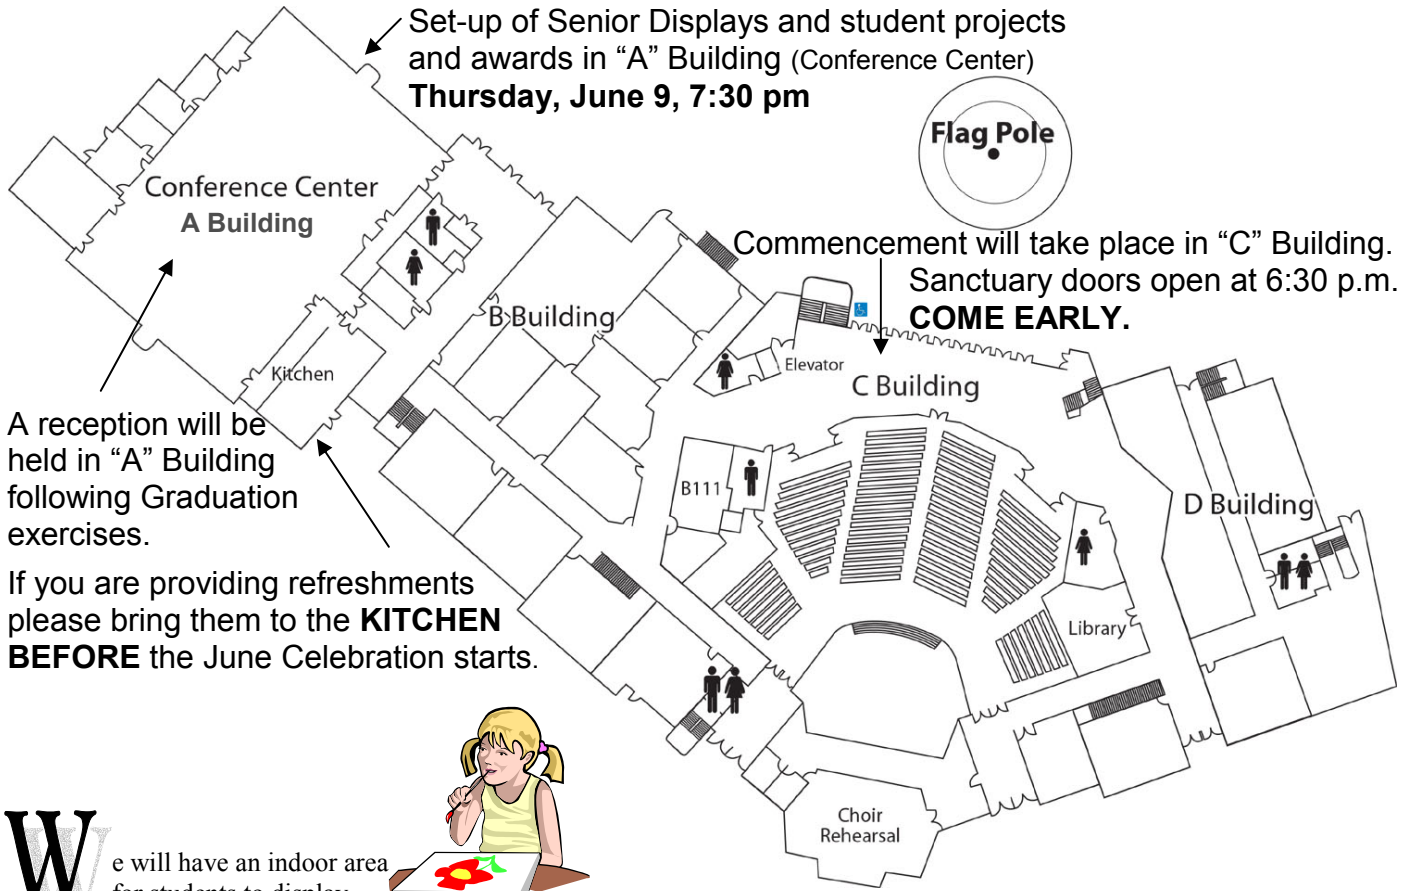 Set-up of Senior Displays and student projects
and awards in “A” Building (Conference Center)
Thursday, June 9, 7:30 pm
Flag Pole
Conference Center
A Building
Commencement will take place in “C” Building.
Sanctuary doors open at 6:30 p.m.
COME EARLY.
B Building
Elevator
C Building
Kitchen
A reception will be
held in “A” Building
following Graduation
exercises.
B111
D Building
If you are providing refreshments
please bring them to the KITCHEN
BEFORE the June Celebration starts.
Library
Choir
Rehearsal
We will have an indoor area
for students to display